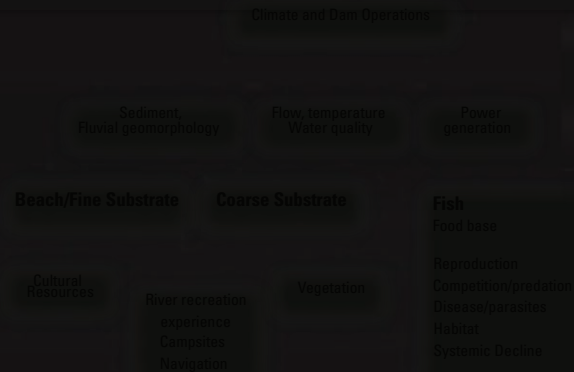 Climate and Dam Operations
Sediment,
Fluvial geomorphology
Flow, temperature
Water quality
Power
generation
Beach/Fine Substrate
Coarse Substrate
Fish
Food base
Reproduction
Competition/predation
Disease/parasites
Habitat
Systemic Decline
Cultural
Resources
River recreation
experience
Campsites
Navigation
Vegetation